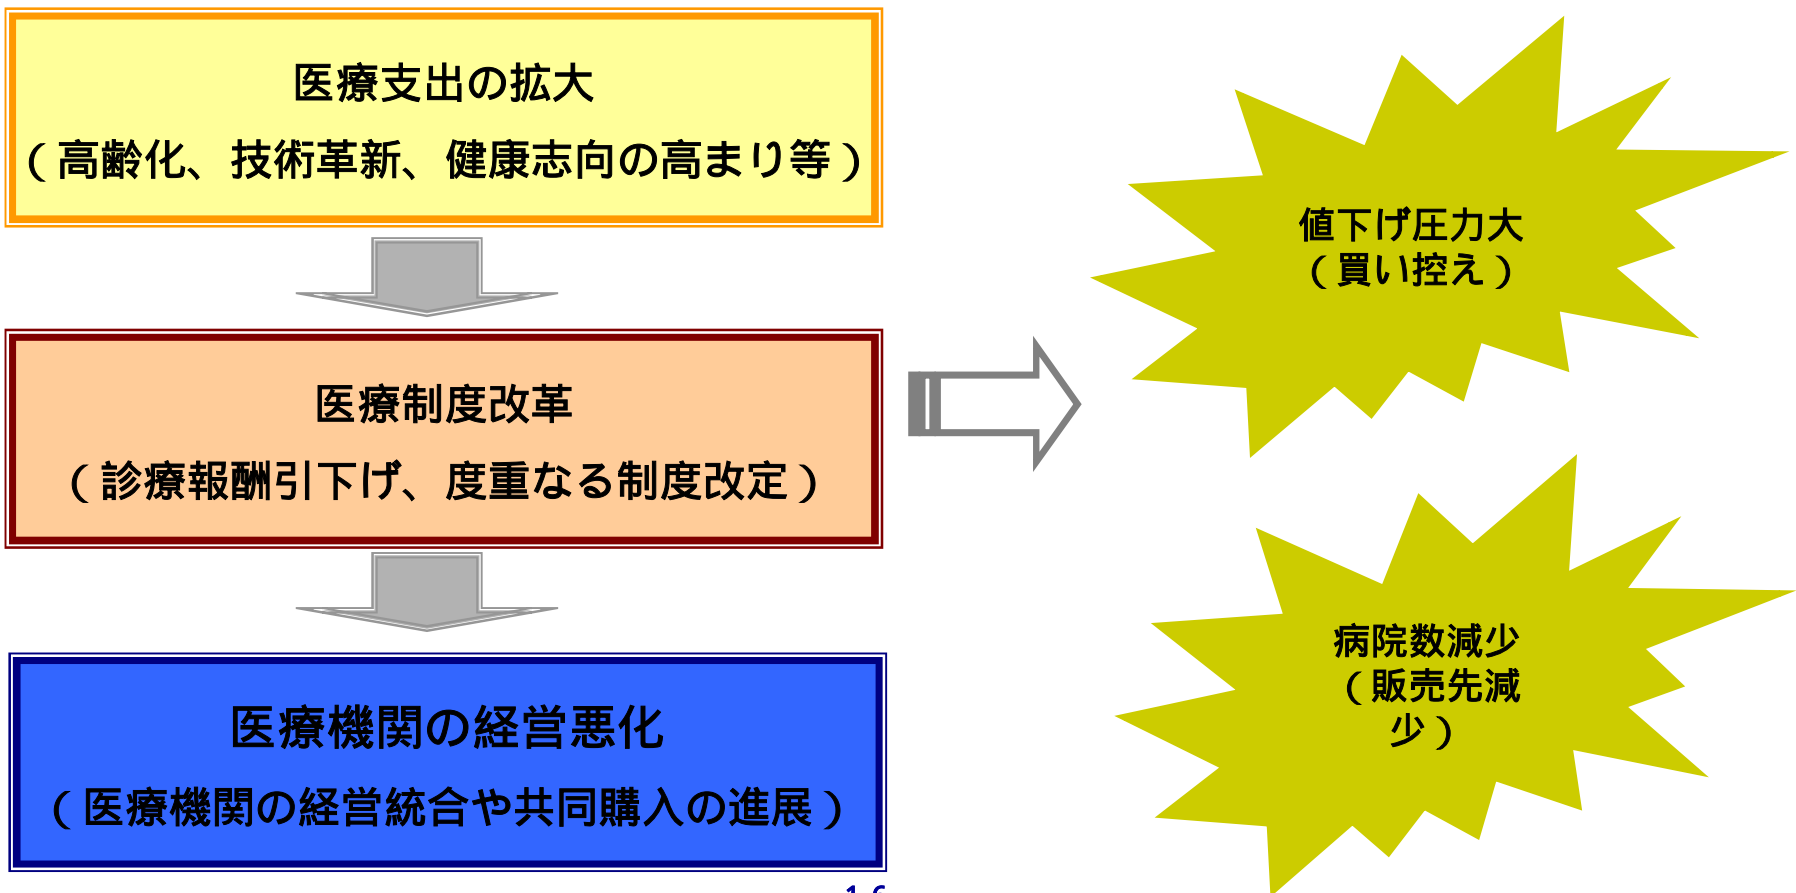 医療支出の拡大
（高齢化、技術革新、健康志向の高まり等）
医療制度改革
（診療報酬引下げ、度重なる制度改定）
医療機関の経営悪化
（医療機関の経営統合や共同購入の進展）
値下げ圧力大
（買い控え）
病院数減少
（販売先減
少）